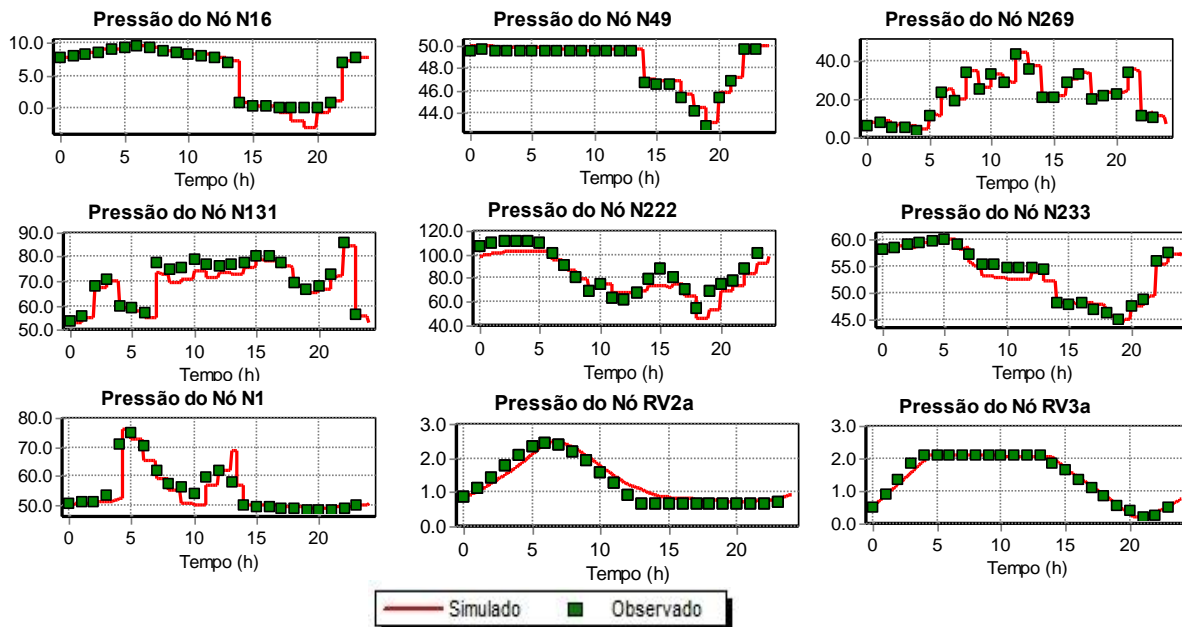 Pressão do Nó N16
10.0
5.0
0.0
0 5 10 15 20
Tempo (h)
Pressão do Nó N49
50.0
48.0
46.0
44.0
0 5 10 15 20
Tempo (h)
Pressão do Nó N269
40.0
20.0
0.0
0 5 10 15 20
Tempo (h)
Pressão do Nó N131
90.0
80.0
70.0
60.0
50.0
0 5 10 15 20
Tempo (h)
Pressão do Nó N222
120.0
100.0
80.0
60.0
40.0
0 5 10 15 20
Tempo (h)
Pressão do Nó N233
60.0
55.0
50.0
45.0
0 5 10 15 20
Tempo (h)
Pressão do Nó N1
80.0
70.0
60.0
50.0
0 5 10 15 20
Tempo (h)
Pressão do Nó RV2a
3.0
2.0
1.0
0.0
0 5 10 15 20
Tempo (h)
Pressão do Nó RV3a
3.0
2.0
1.0
0.0
0 5 10 15 20
Tempo (h)
Simulado Observado